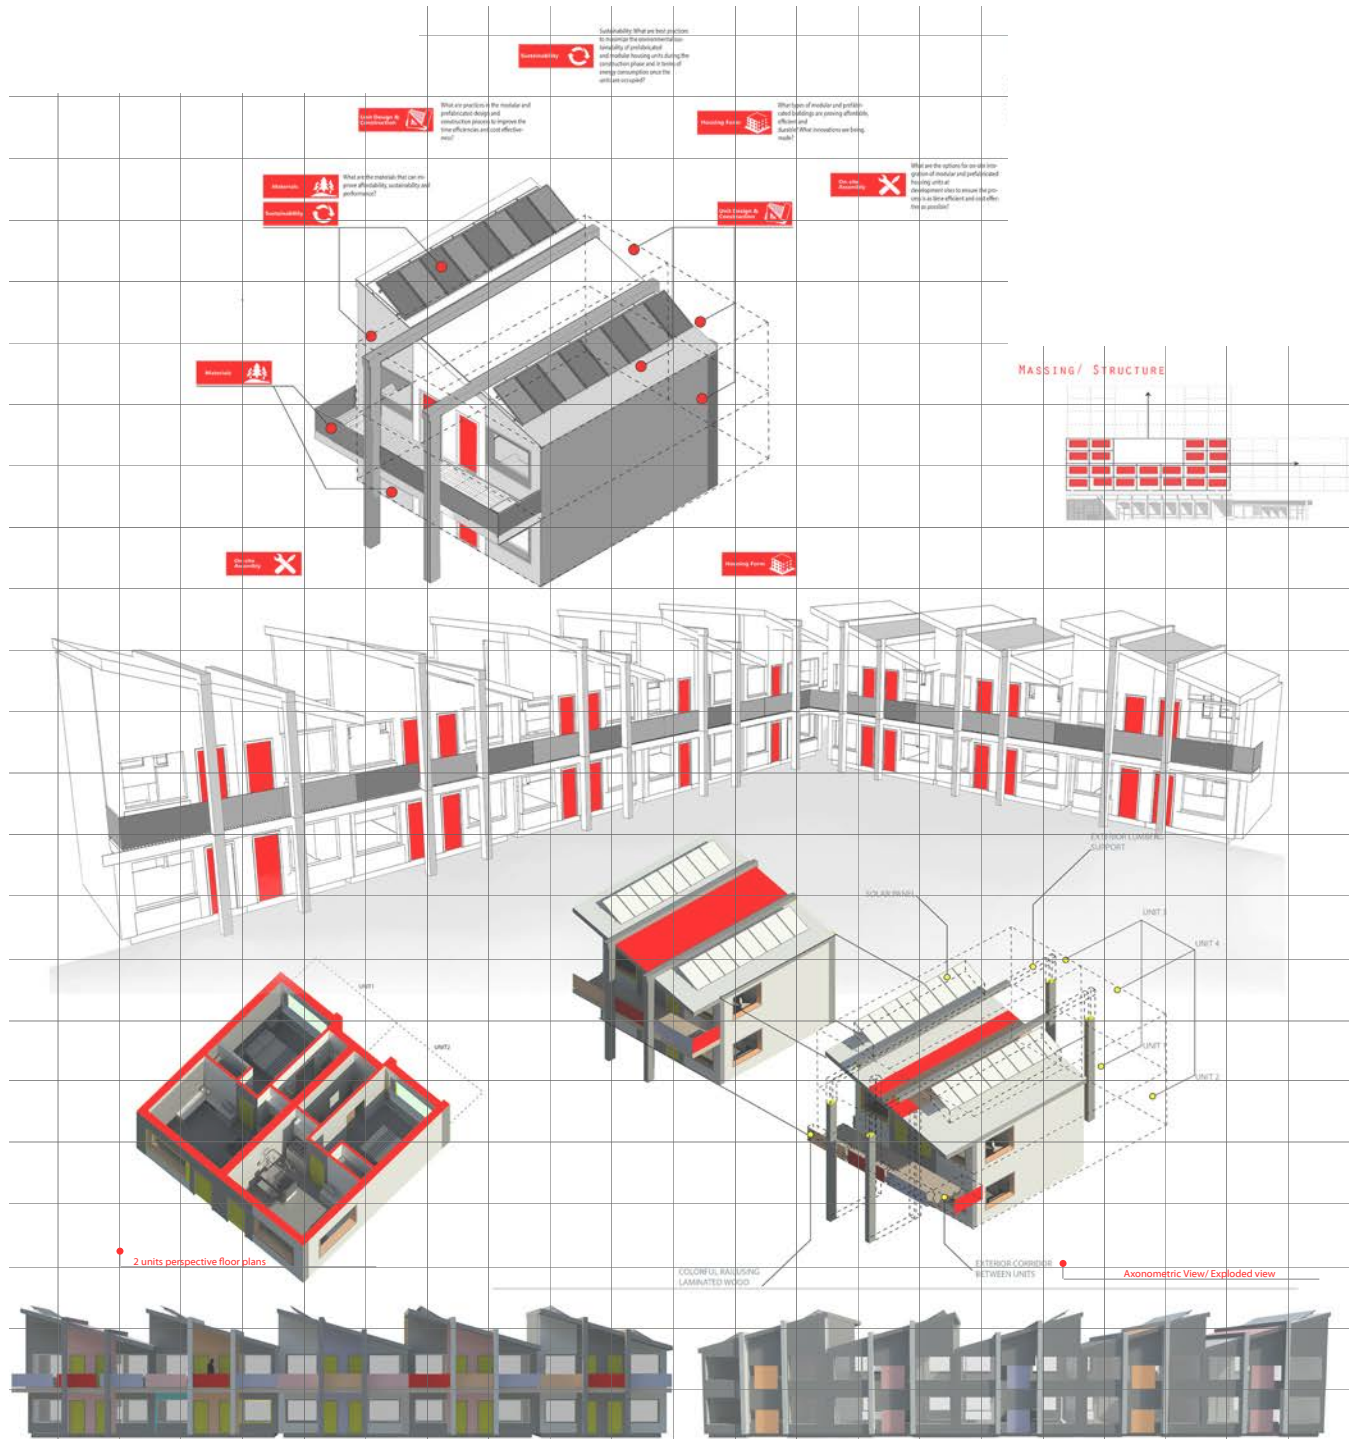 Sustainability
Sustainability: What are best practices
to maximize the environmental sus-
tainability of prefabricated
and modular housing units during the
construction phase and in terms of
energy consumption once the
units are occupied?
Unit Design &
Construction
What are practices in the modular and
prefabricated design and
construction process to improve the
time efficiencies and cost effective-
ness?
Housing Form
What types of modular and prefabri-
cated buildings are proving affordable,
efficient and
durable? What innovations are being
made?
Materials
What are the materials that can im-
prove affordability, sustainability and
performance?
On-site
Assembly
What are the options for on-site inte-
gration of modular and prefabricated
housing units at
development sites to ensure the pro-
cess is as time efficient and cost effec-
tive as possible?
Sustainability
Unit Design &
Construction
Materials
MASSING/ STRUCTURE
On-site
Assembly
Housing Form
EXTERIOR LUMBER
SUPPORT
SOLAR PANEL
UNIT 3
UNIT 4
UNIT1
UNIT2
UNIT
UNIT 2
2 units perspective floor plans
COLORFUL RAIL USING
LAMINATED WOOD
EXTERIOR CORRIDOR
BETWEEN UNITS
Axonometric View/ Exploded view